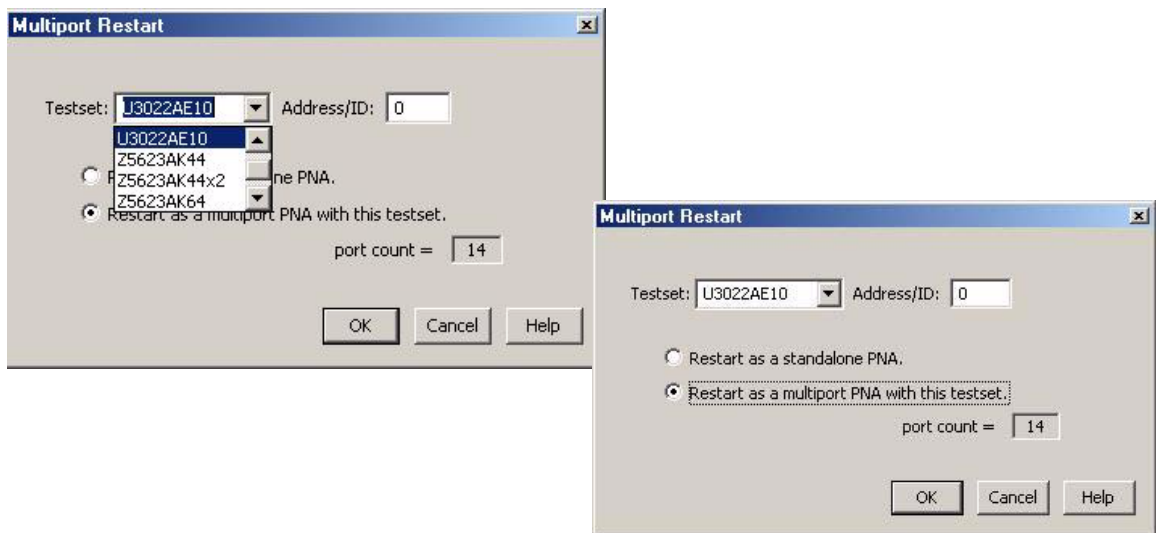 Multiport Restart
Testset: U3022AE10 Address/ID: 0
U3022AE10
Z5623AK44
Z5623AK44x2
Z5623AK64
ne PNA.
Restart as a multiport PNA with this testset.
port count = 14
OK Cancel Help
Multiport Restart
Testset: U3022AE10 Address/ID: 0
Restart as a standalone PNA.
Restart as a multiport PNA with this testset.
port count = 14
OK Cancel Help